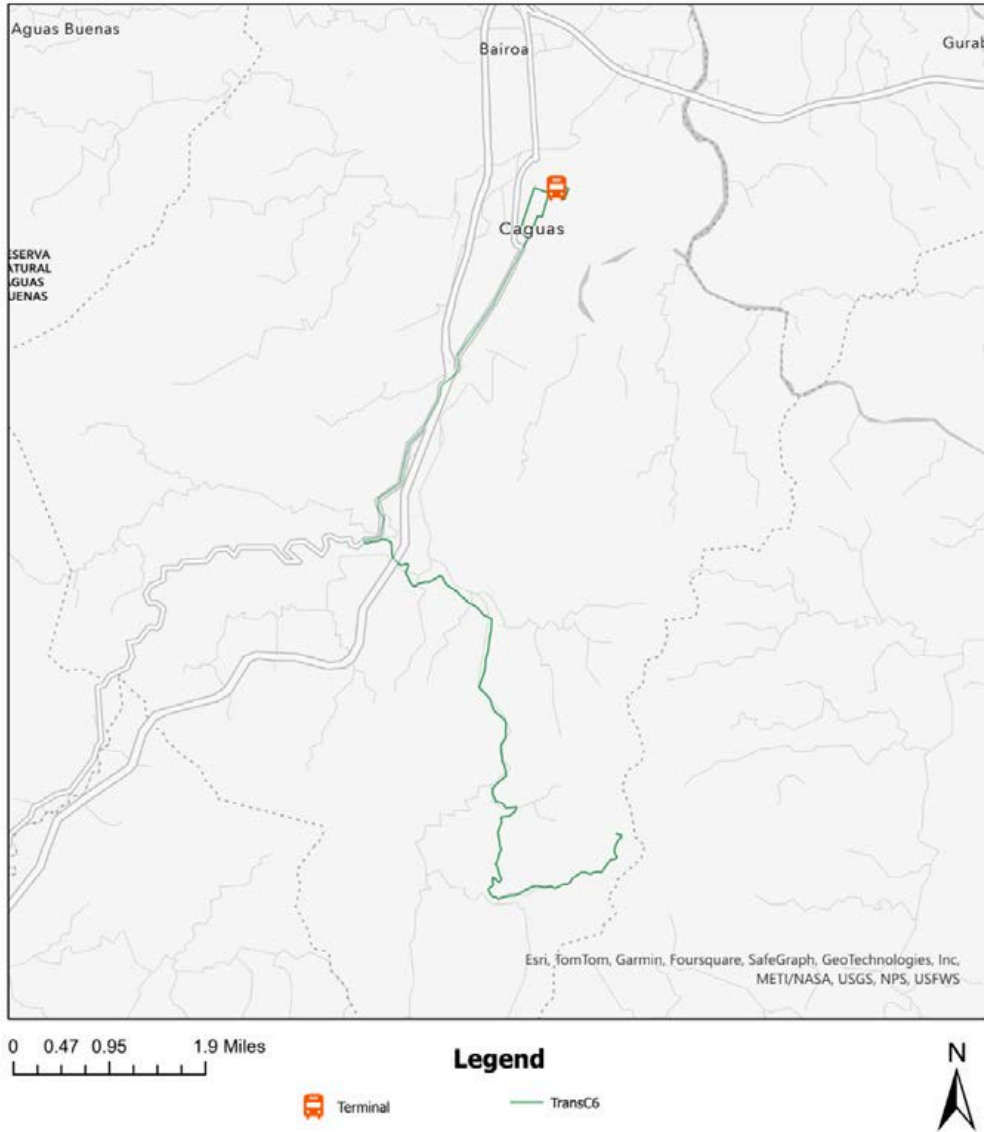 Aguas Buenas
Bairoa
Gurab
Caguas
ESERVA
ATURAL
AGUAS
UENAS
Esri, TomTom, Garmin, Foursquare, SafeGraph, GeoTechnologies, Inc,
METI/NASA, USGS, NPS, USFWS
0 0.47 0.95 1.9 Miles
Legend
N
Terminal
TransC6